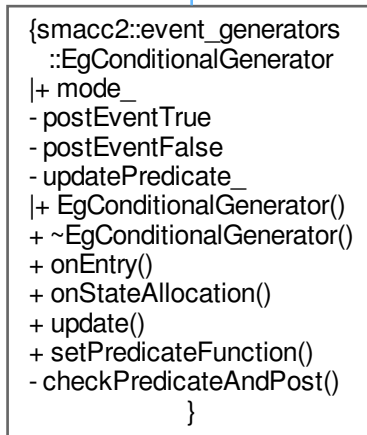 {smacc2::event_generators
::EgConditionalGenerator
|+ mode_
- postEventTrue
- postEventFalse
- updatePredicate_
|+ EgConditionalGenerator()
+ ~EgConditionalGenerator()
+ onEntry()
+ onStateAllocation()
+ update()
+ setPredicateFunction()
- checkPredicateAndPost()
}